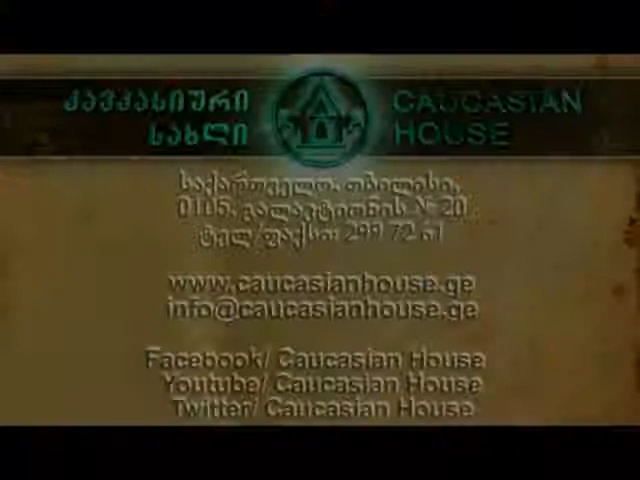 კავკასიური
სახლი
CAUCASIAN
HOUSE
საქართველო, თბილისი,
0105, გალაკტიონის № 20
ტელ/ფაქსი: 299 72 01
www.caucasianhouse.ge
info@caucasianhouse.ge
Facebook/ Caucasian House
Youtube/ Caucasian House
Twitter/ Caucasian House